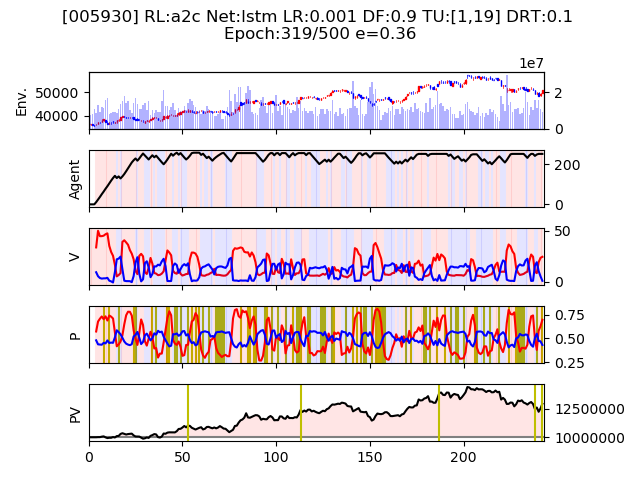 [005930] RL:a2c Net:lstm LR:0.001 DF:0.9 TU:[1,19] DRT:0.1
Epoch:319/500 e=0.36
1e7
Env.
50000
40000
2
0
Agent
200
0
V
50
0
P
0.75
0.50
0.25
PV
12500000
10000000
0 50 100 150 200